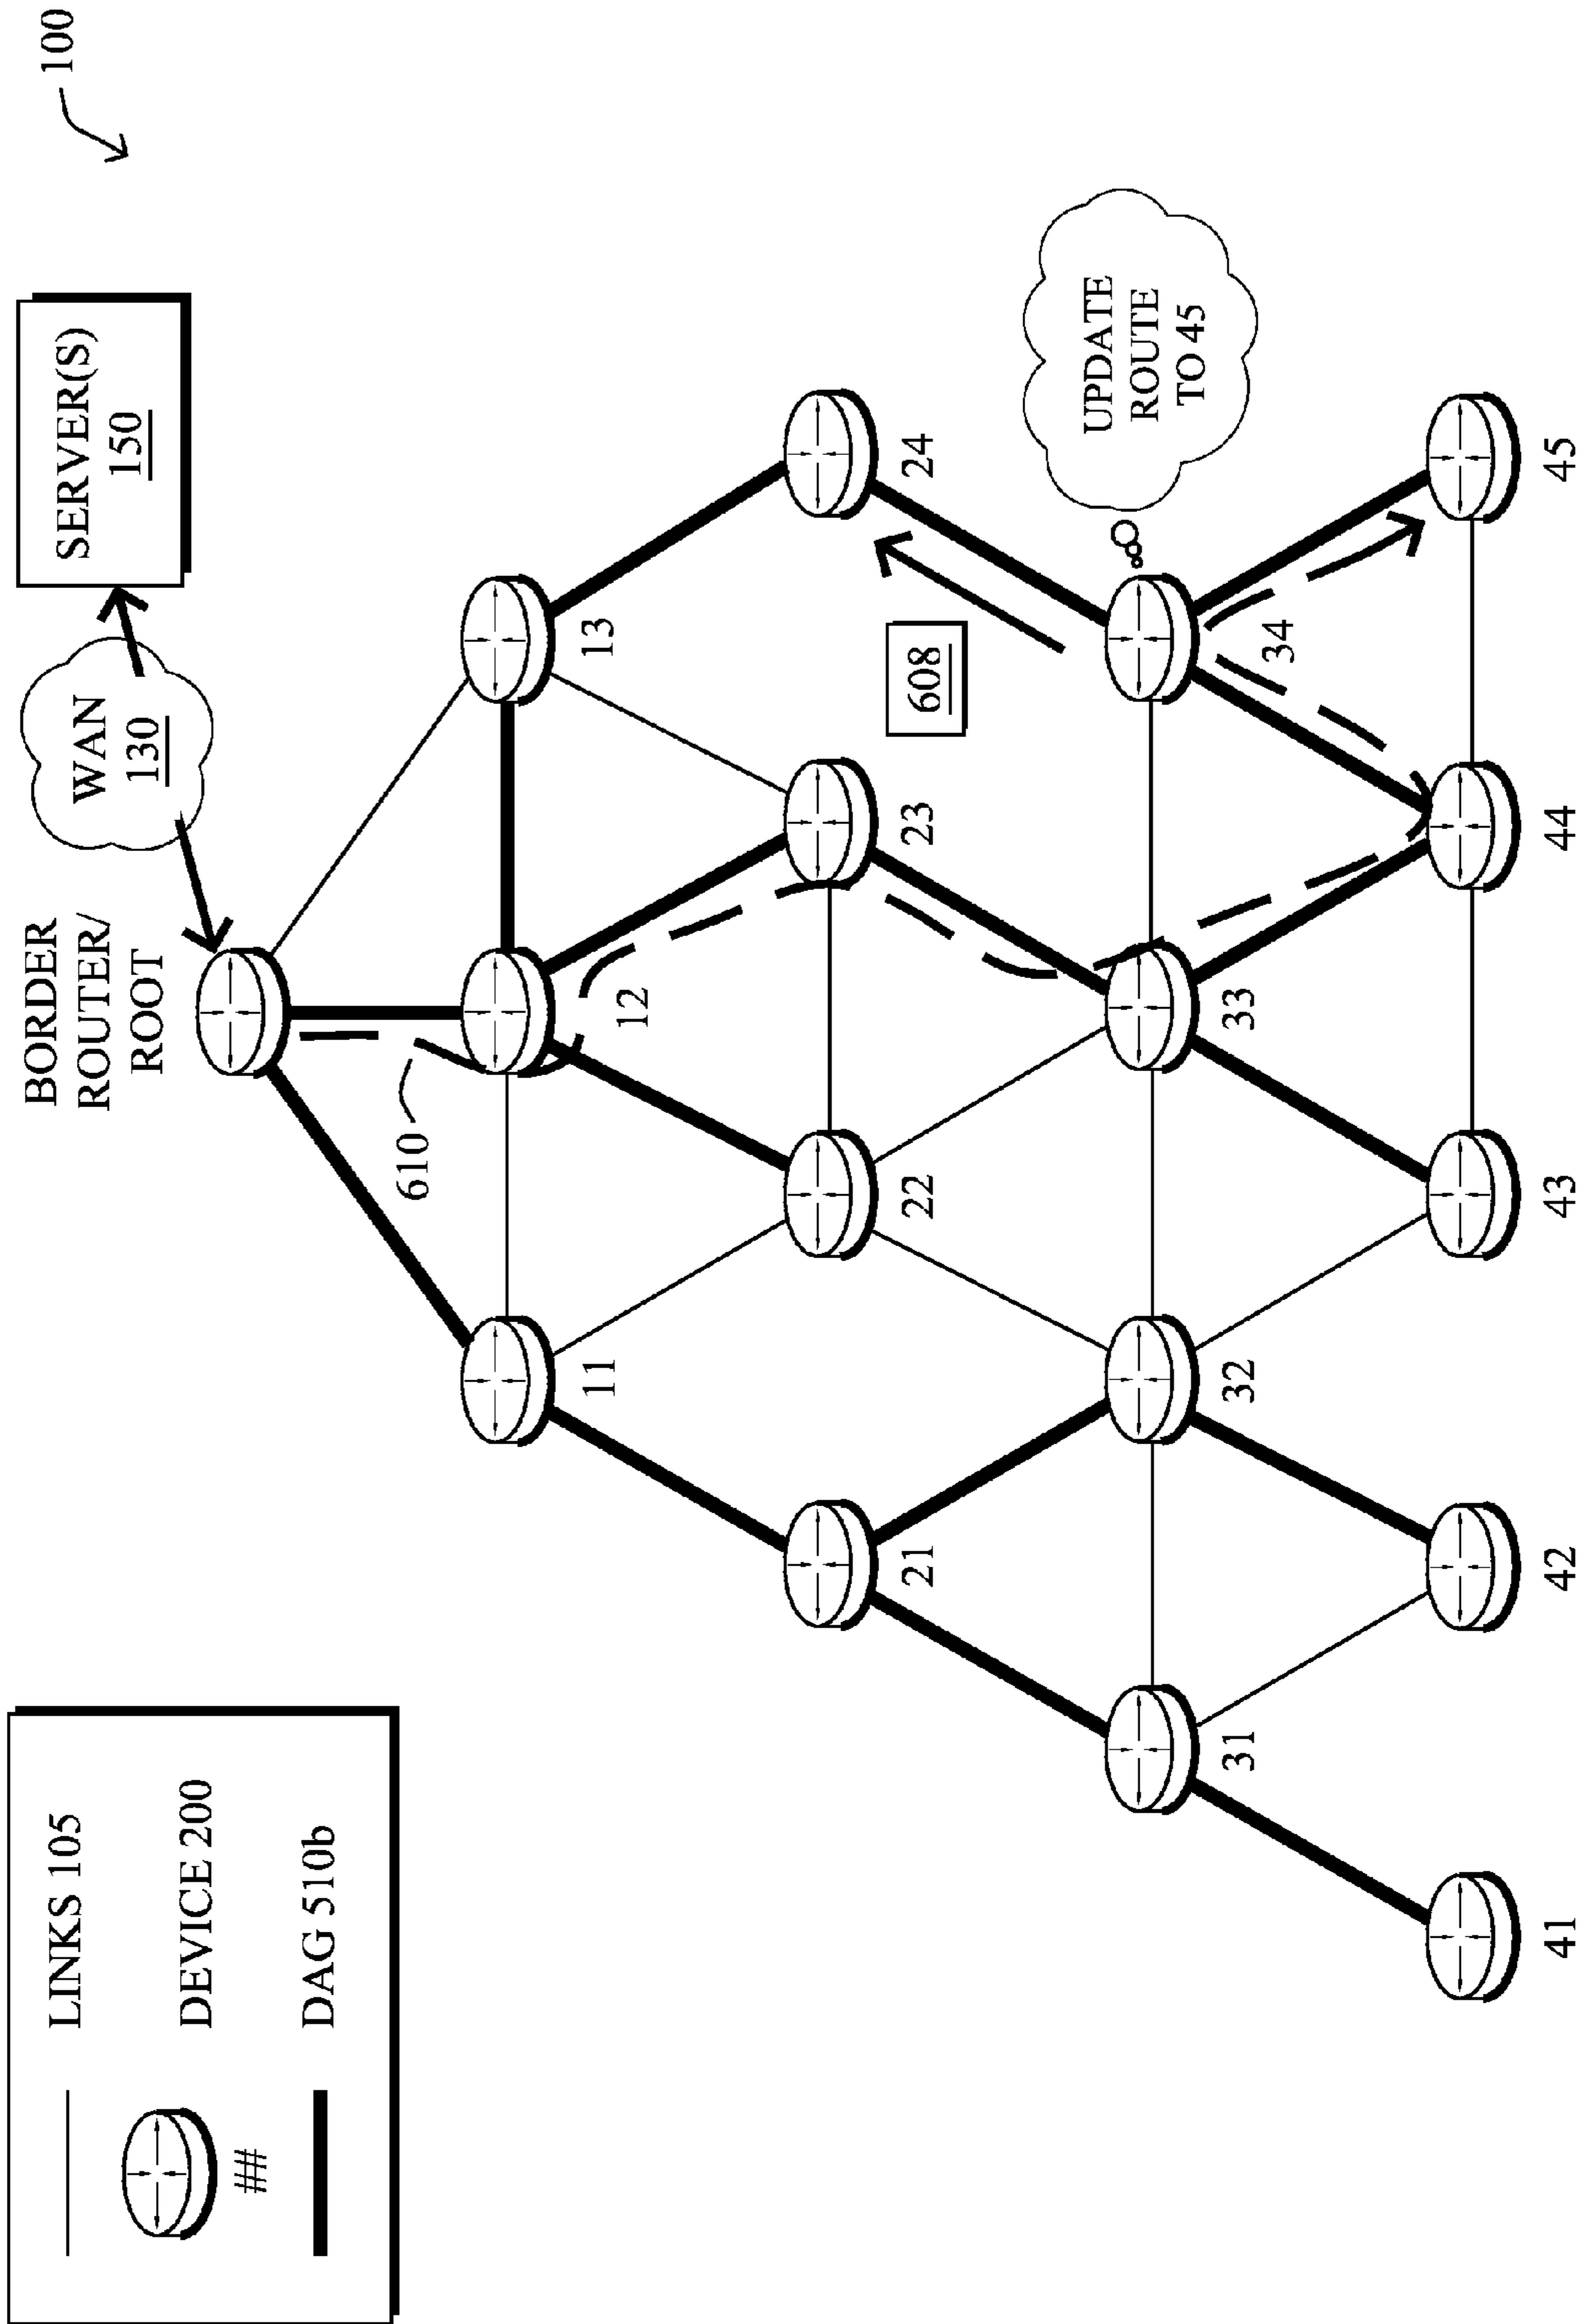 100
LINKS 105
DEVICE 200
##
DAG 510b
SERVER(S)
150
WAN
130
BORDER
ROUTER/
ROOT
610
11
12
13
21
22
23
24
608
UPDATE
ROUTE
TO 45
31
32
33
34
41
42
43
44
45